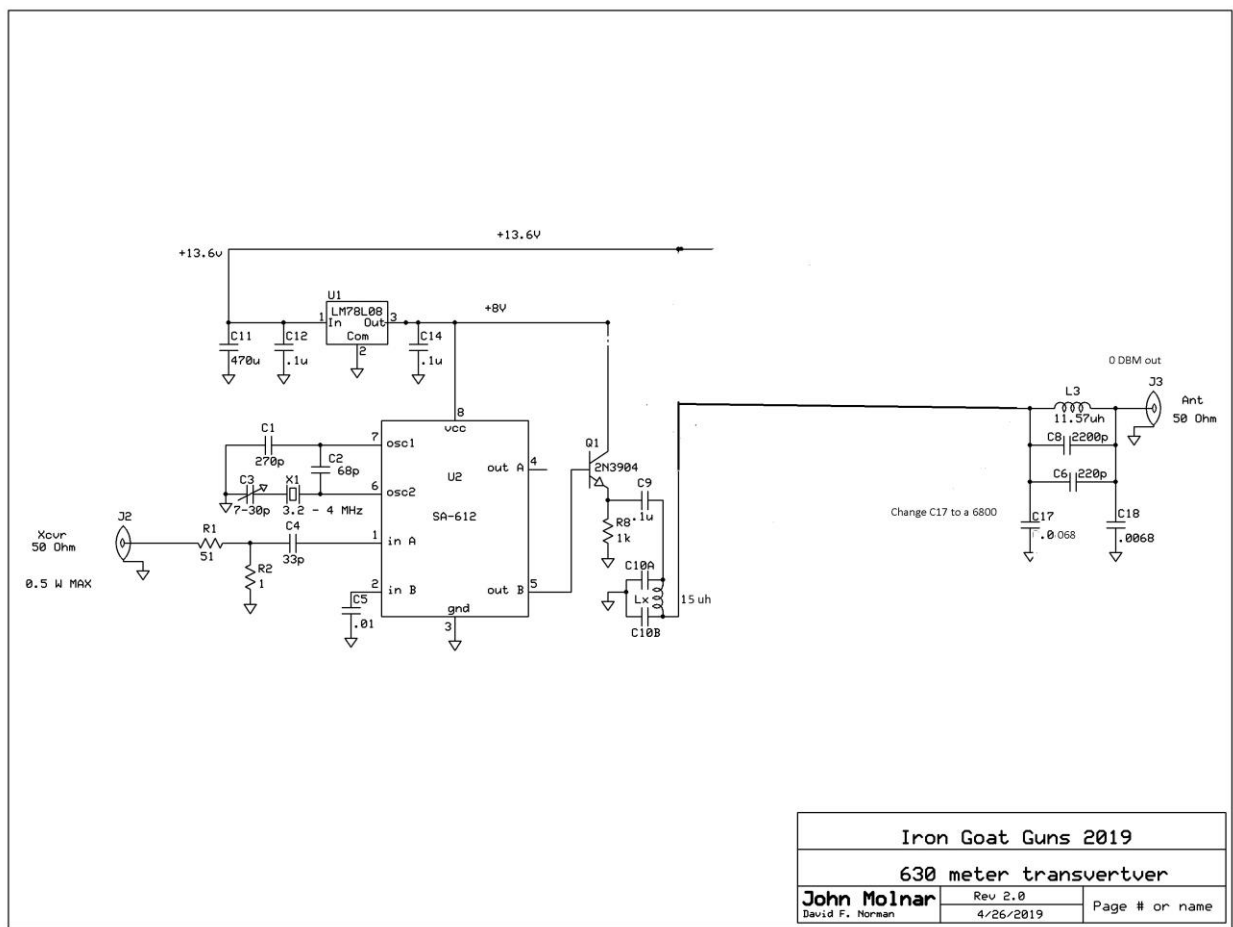 +13.6V
+13.6v
U1
LM78L08
1
In
Out
3
Com
2
+8V
C11
470u
C12
.1u
C14
.1u
0 DBM out
J3
L3
11.57uh
Ant
50 Ohm
C8
2200p
C6
220p
C17
.0068
C18
.0068
Change C17 to a 6800
8
vcc
C1
270p
7
osc1
C2
68p
out A
4
U2
Q1
2N3904
C3
7-30p
X1
3.2 - 4 MHz
6
osc2
SA-612
C9
.1u
R8
1k
J2
Xcvr
50 Ohm
0.5 W MAX
R1
51
C4
33p
1
in A
R2
1
2
in B
out B
5
C5
.01
gnd
3
C10A
Lx
15 uh
C10B
Iron Goat Guns 2019
630 meter transvertver
John Molnar
David F. Norman
Rev 2.0
4/26/2019
Page # or name